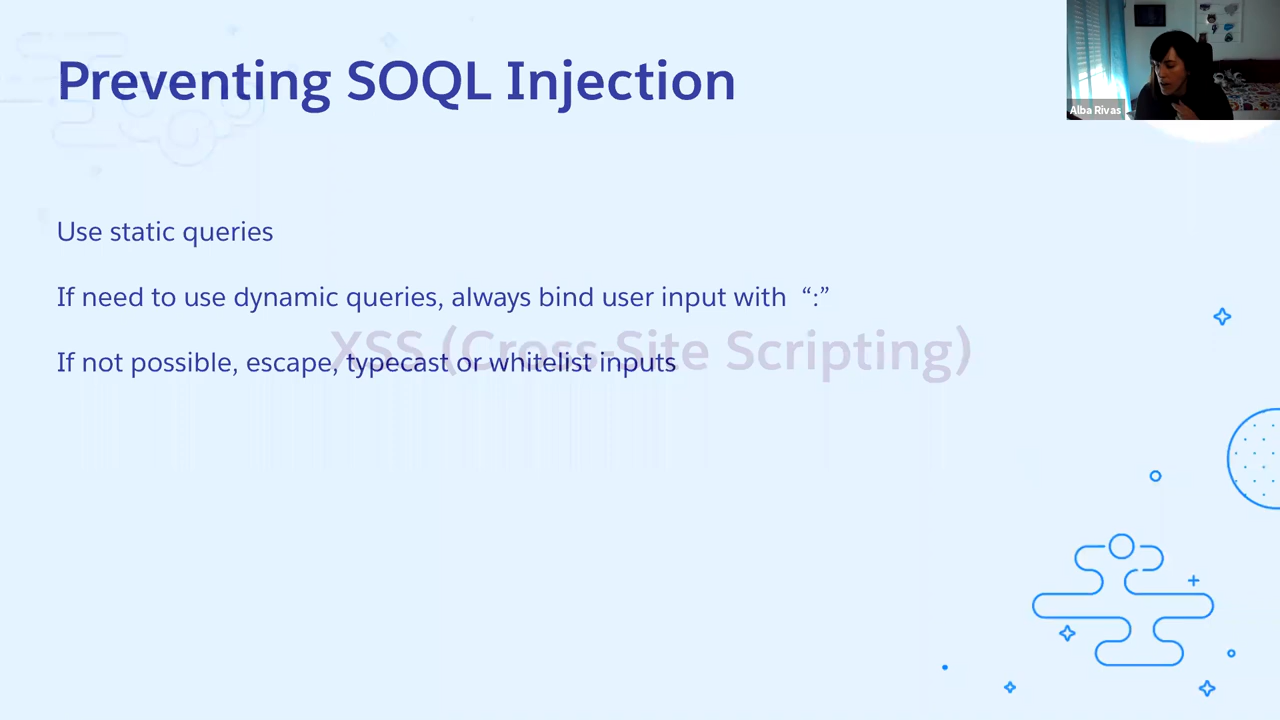 Preventing SOQL Injection
Alba Rivas
Use static queries
If need to use dynamic queries, always bind user input with “:”
XSS (Cross-Site Scripting)
If not possible, escape, typecast or whitelist inputs